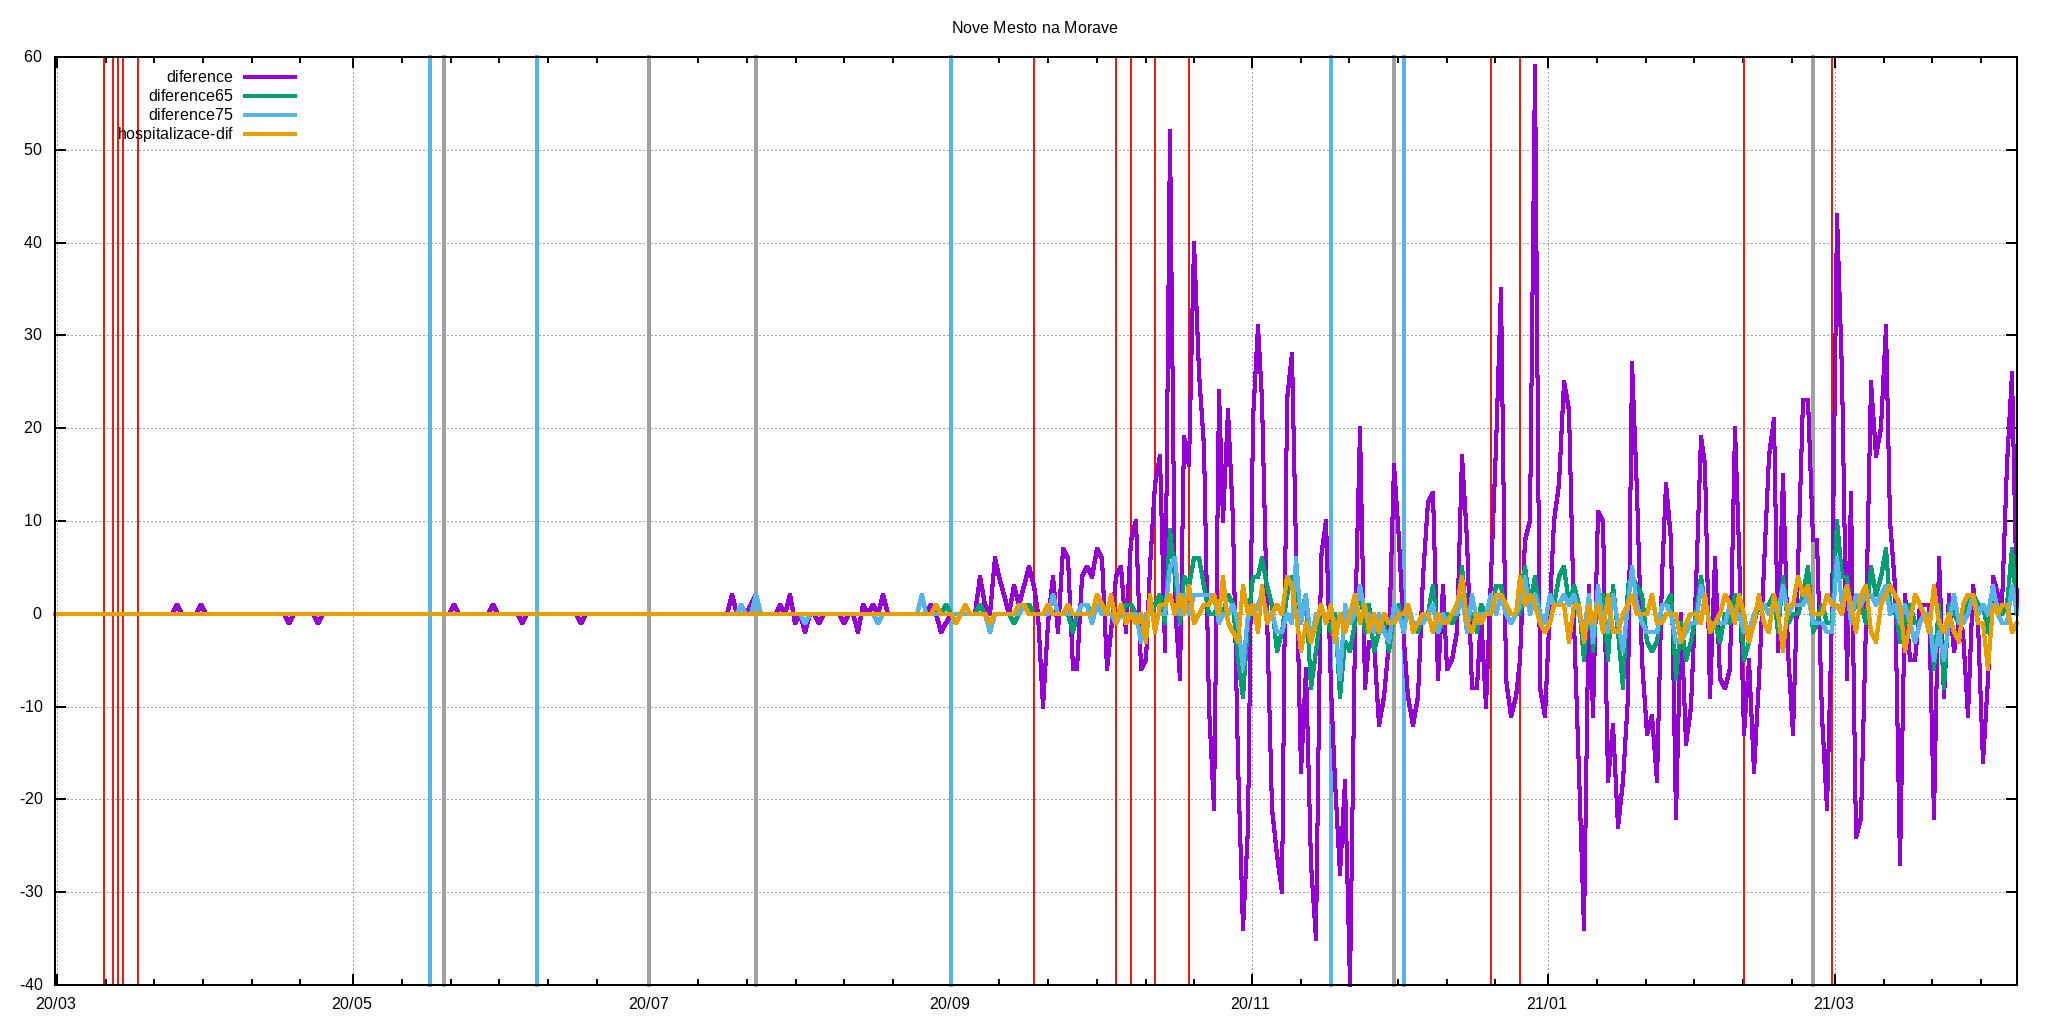 Nove Mesto na Morave
60
50
40
30
20
10
0
-10
-20
-30
-40
diference
diference65
diference75
hospitalizace-dif
20/03 20/05 20/07 20/09 20/11 21/01 21/03